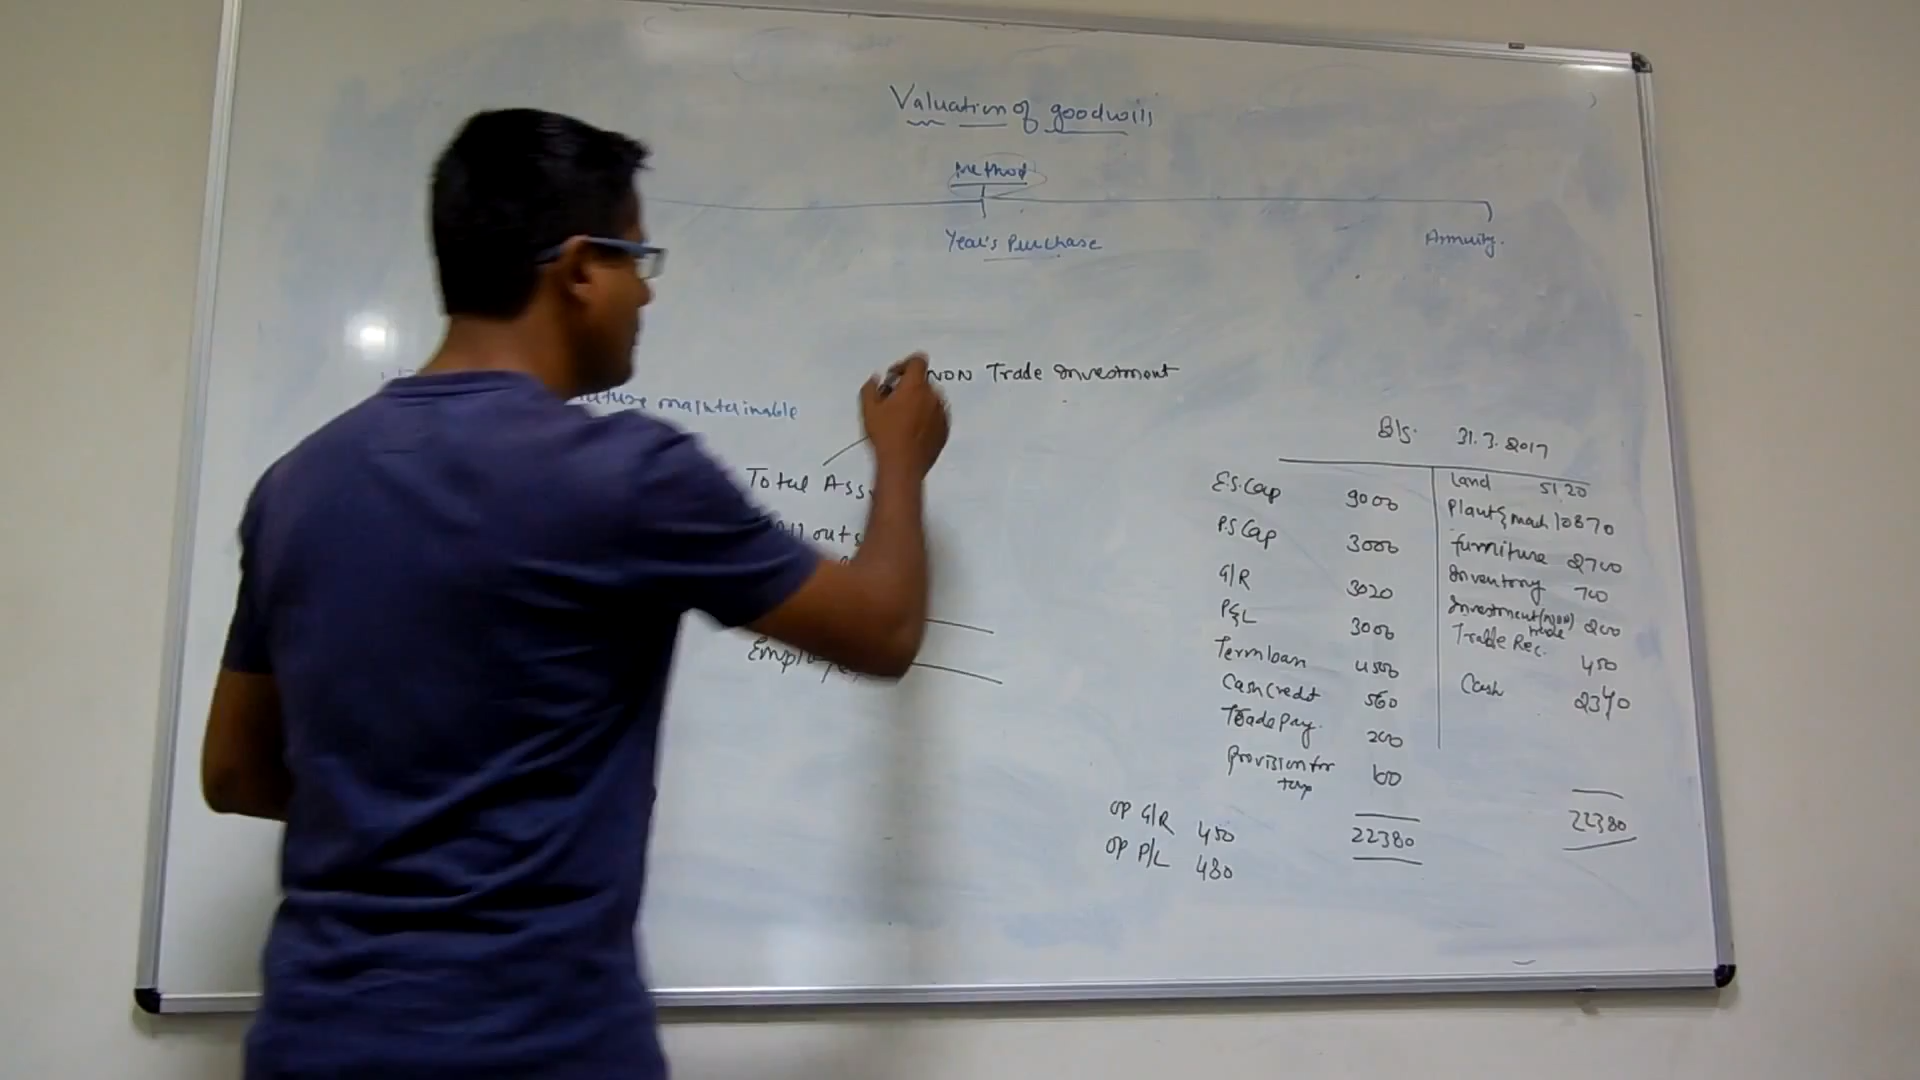 Valuation of goodwill
Method
Year's Purchase
Annuity.
NON Trade Investment
future maintainable
Total Ass
All outs
Employe
B/s. 31.3.2017
E.S.Cap 9000
P.S Cap 3000
G/R 3020
P&L 3000
Term loan 4500
Cash Credit 560
Trade pay. 200
Provision for
tax 100
22380
Land 5120
Plant & mach 10870
furniture 2700
Inventory 700
Investment (NON)
trade 200
Trade Rec. 450
Cash 2340
22380
op G/R 450
op P/L 480